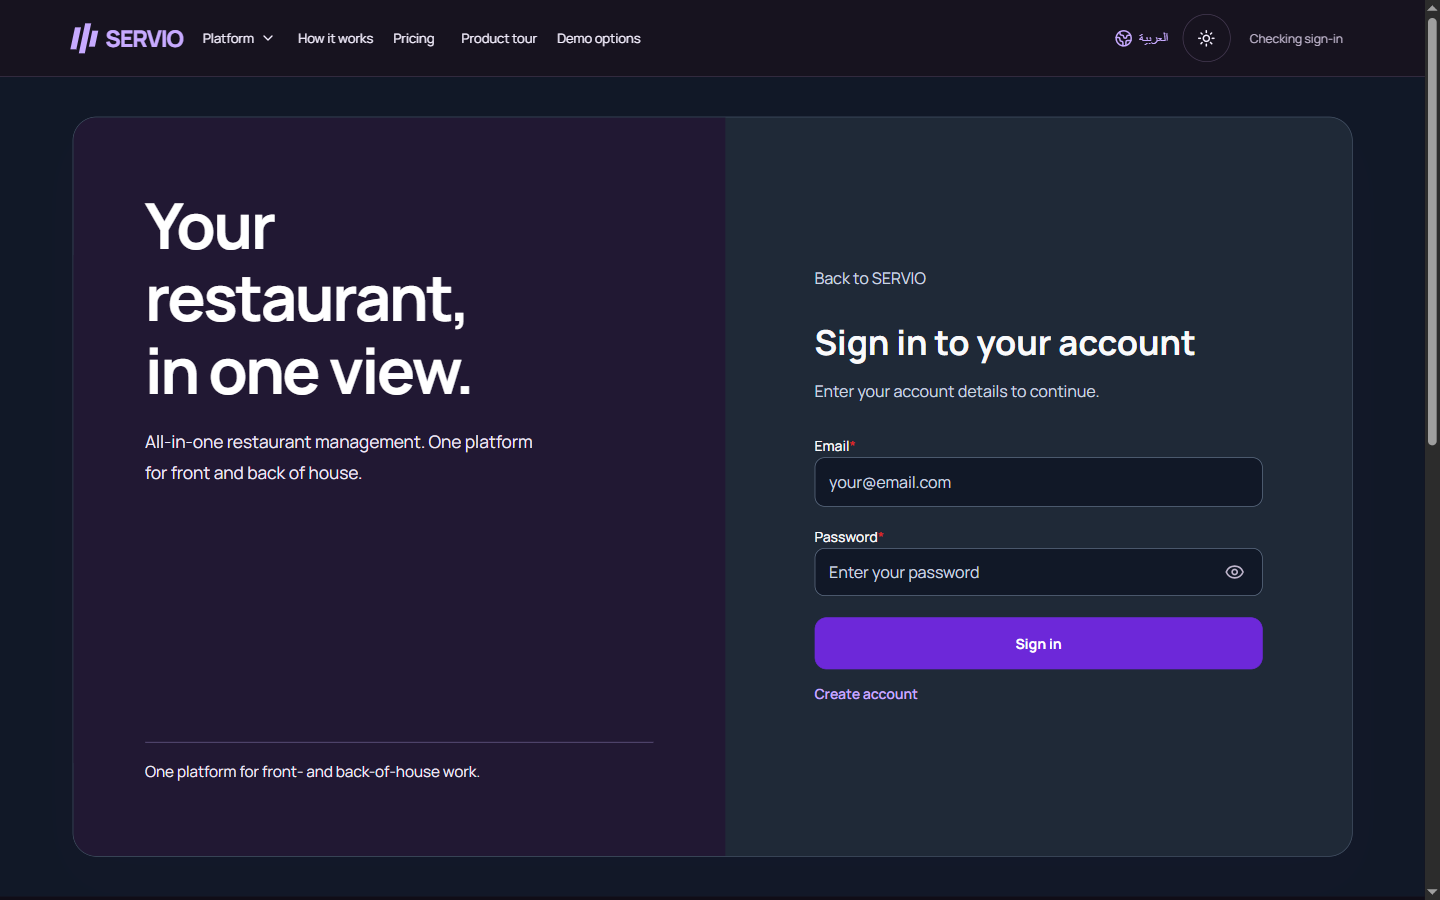 SERVIO
Platform
How it works
Pricing
Product tour
Demo options
العربية
Checking sign-in
Your
restaurant,
in one view.
All-in-one restaurant management. One platform
for front and back of house.
One platform for front- and back-of-house work.
Back to SERVIO
Sign in to your account
Enter your account details to continue.
Email*
your@email.com
Password*
Enter your password
Sign in
Create account